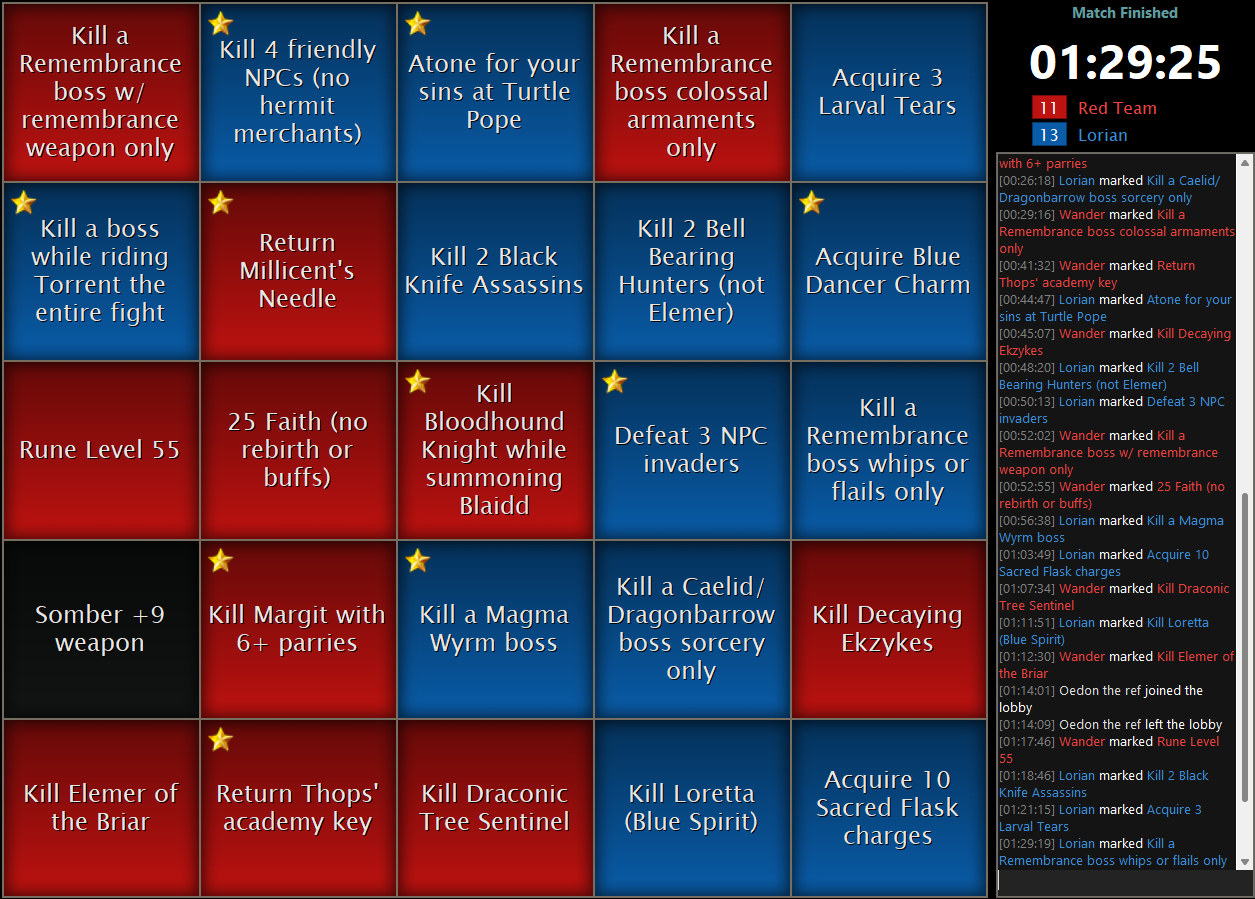 Kill a
Remembrance
boss w/
remembrance
weapon only
Kill 4 friendly
NPCs (no
hermit
merchants)
Atone for your
sins at Turtle
Pope
Kill a
Remembrance
boss colossal
armaments
only
Acquire 3
Larval Tears
Kill a boss
while riding
Torrent the
entire fight
Return
Millicent's
Needle
Kill 2 Black
Knife Assassins
Kill 2 Bell
Bearing
Hunters (not
Elemer)
Acquire Blue
Dancer Charm
Rune Level 55
25 Faith (no
rebirth or
buffs)
Kill
Bloodhound
Knight while
summoning
Blaidd
Defeat 3 NPC
invaders
Kill a
Remembrance
boss whips or
flails only
Somber +9
weapon
Kill Margit with
6+ parries
Kill a Magma
Wyrm boss
Kill a Caelid/
Dragonbarrow
boss sorcery
only
Kill Decaying
Ekzykes
Kill Elemer of
the Briar
Return Thops'
academy key
Kill Draconic
Tree Sentinel
Kill Loretta
(Blue Spirit)
Acquire 10
Sacred Flask
charges
Match Finished
01:29:25
11 Red Team
13 Lorian
with 6+ parries
[00:26:18] Lorian marked Kill a Caelid/
Dragonbarrow boss sorcery only
[00:29:16] Wander marked Kill a
Remembrance boss colossal armaments
only
[00:41:32] Wander marked Return
Thops' academy key
[00:44:47] Lorian marked Atone for your
sins at Turtle Pope
[00:45:07] Wander marked Kill Decaying
Ekzykes
[00:48:20] Lorian marked Kill 2 Bell
Bearing Hunters (not Elemer)
[00:50:13] Lorian marked Defeat 3 NPC
invaders
[00:52:02] Wander marked Kill a
Remembrance boss w/ remembrance
weapon only
[00:52:55] Wander marked 25 Faith (no
rebirth or buffs)
[00:56:38] Lorian marked Kill a Magma
Wyrm boss
[01:03:49] Lorian marked Acquire 10
Sacred Flask charges
[01:07:34] Wander marked Kill Draconic
Tree Sentinel
[01:11:51] Lorian marked Kill Loretta
(Blue Spirit)
[01:12:30] Wander marked Kill Elemer of
the Briar
[01:14:01] Oedon the ref joined the
lobby
[01:14:09] Oedon the ref left the lobby
[01:17:46] Wander marked Rune Level
55
[01:18:46] Lorian marked Kill 2 Black
Knife Assassins
[01:21:15] Lorian marked Acquire 3
Larval Tears
[01:29:19] Lorian marked Kill a
Remembrance boss whips or flails only